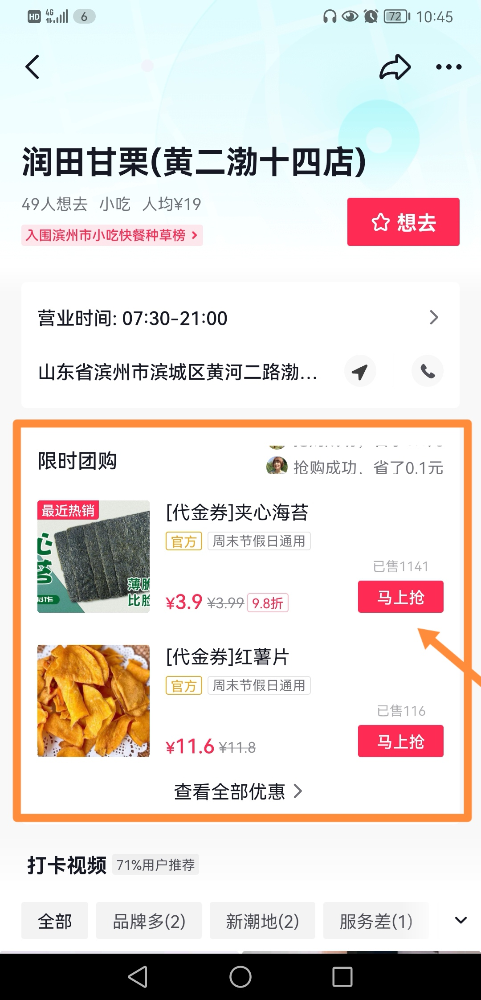 HD 4G 6 72 10:45
润田甘栗(黄二渤十四店)
49人想去 小吃 人均¥19
入围滨州市小吃快餐种草榜
想去
营业时间: 07:30-21:00
山东省滨州市滨城区黄河二路渤...
限时团购
抢购成功，省了0.1元
最近热销
心
苔
制作
薄脆
比脸
[代金券]夹心海苔
官方 周末节假日通用
已售1141
¥3.9 ¥3.99 9.8折
马上抢
[代金券]红薯片
官方 周末节假日通用
已售116
¥11.6 ¥11.8
马上抢
查看全部优惠
打卡视频 71%用户推荐
全部 品牌多(2) 新潮地(2) 服务差(1)